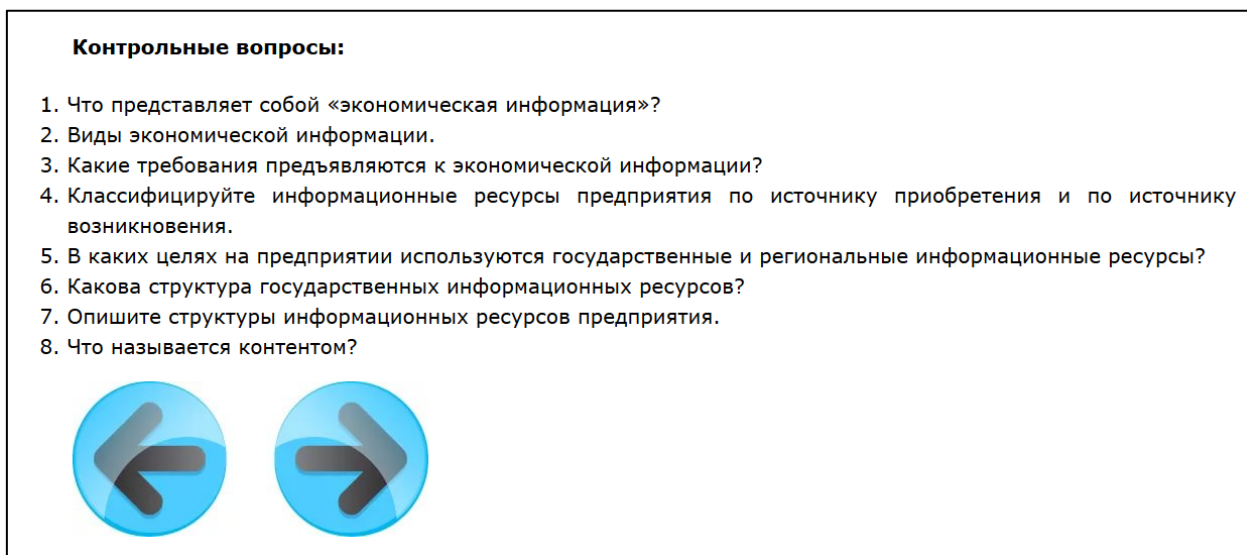 Контрольные вопросы:
1. Что представляет собой «экономическая информация»?
2. Виды экономической информации.
3. Какие требования предъявляются к экономической информации?
4. Классифицируйте информационные ресурсы предприятия по источнику приобретения и по источнику
возникновения.
5. В каких целях на предприятии используются государственные и региональные информационные ресурсы?
6. Какова структура государственных информационных ресурсов?
7. Опишите структуры информационных ресурсов предприятия.
8. Что называется контентом?